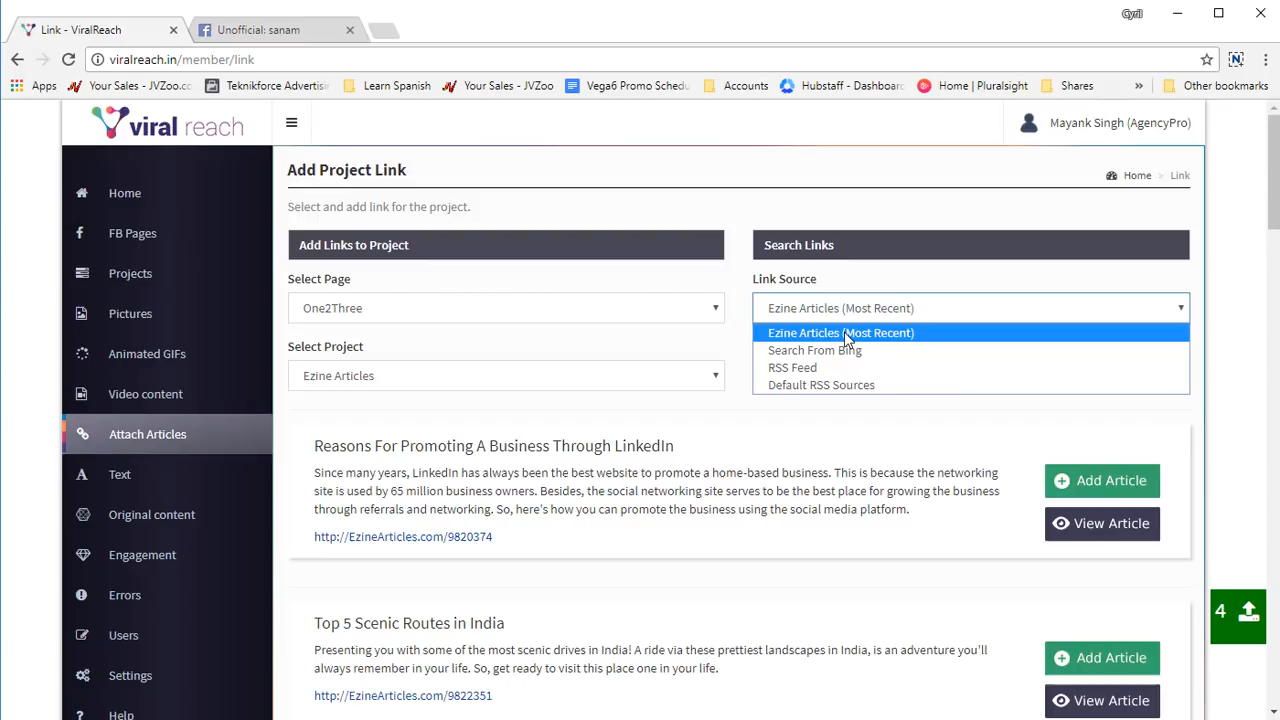 Link - ViralReach
Unofficial: sanam
Cyril
viralreach.in/member/link
Apps
Your Sales - JVZoo.cc
Teknikforce Advertisi
Learn Spanish
Your Sales - JVZoo
Vega6 Promo Schedu
Accounts
Hubstaff - Dashboar
Home | Pluralsight
Shares
»
Other bookmarks
viral reach
Mayank Singh (AgencyPro)
Home
FB Pages
Projects
Pictures
Animated GIFs
Video content
Attach Articles
Text
Original content
Engagement
Errors
Users
Settings
Help
Add Project Link
Home > Link
Select and add link for the project.
Add Links to Project
Select Page
One2Three
Select Project
Ezine Articles
Search Links
Link Source
Ezine Articles (Most Recent)
Ezine Articles (Most Recent)
Search From Bing
RSS Feed
Default RSS Sources
Reasons For Promoting A Business Through LinkedIn
Since many years, LinkedIn has always been the best website to promote a home-based business. This is because the networking
site is used by 65 million business owners. Besides, the social networking site serves to be the best place for growing the business
through referrals and networking. So, here's how you can promote the business using the social media platform.
http://EzineArticles.com/9820374
Add Article
View Article
Top 5 Scenic Routes in India
Presenting you with some of the most scenic drives in India! A ride via these prettiest landscapes in India, is an adventure you'll
always remember in your life. So, get ready to visit this place one in your life.
http://EzineArticles.com/9822351
Add Article
View Article
4